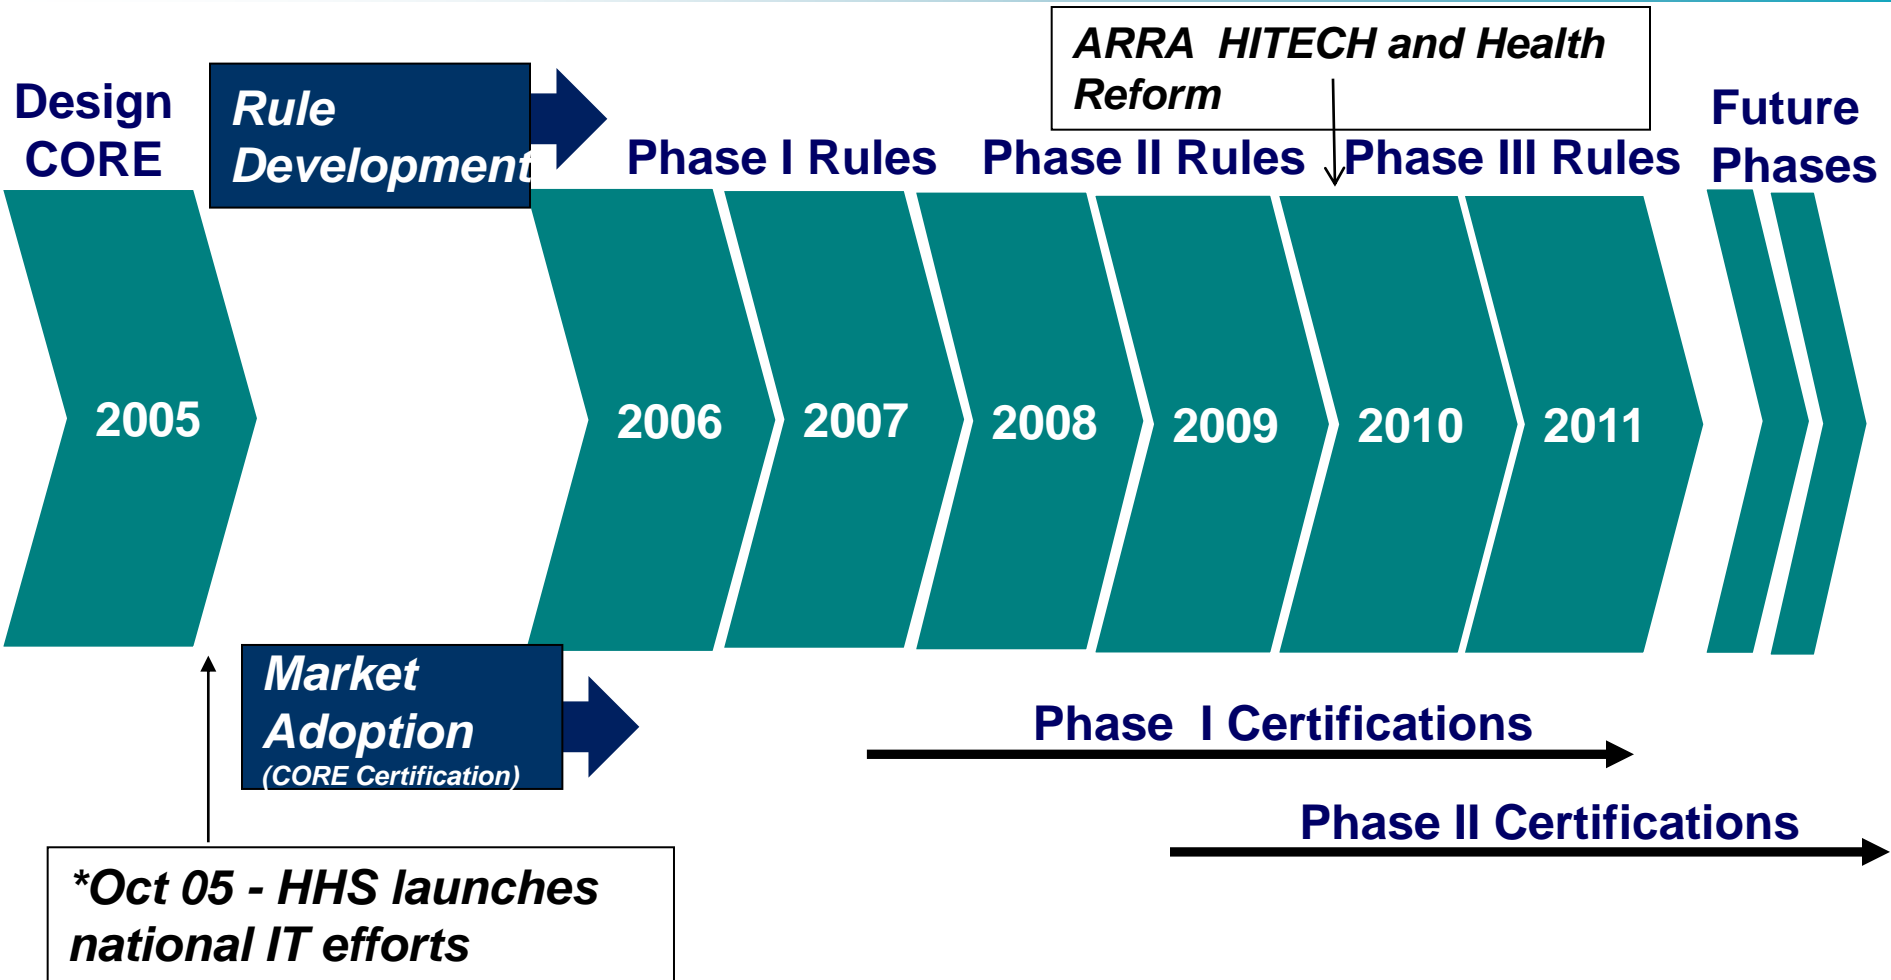 ARRA  HITECH and Health
Reform
Design
CORE
Rule
Development
Phase I Rules
Phase II Rules
Phase III Rules
Future
Phases
2005
2006
2007
2008
2009
2010
2011
Market
Adoption
(CORE Certification)
Phase  I Certifications
Phase II Certifications
*Oct 05 - HHS launches
national IT efforts